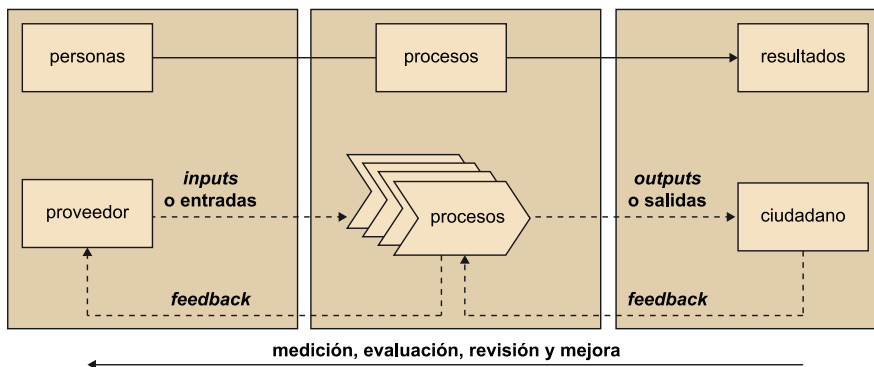 personas
procesos
resultados
inputs
o entradas
outputs
o salidas
proveedor
procesos
ciudadano
feedback
feedback
medición, evaluación, revisión y mejora